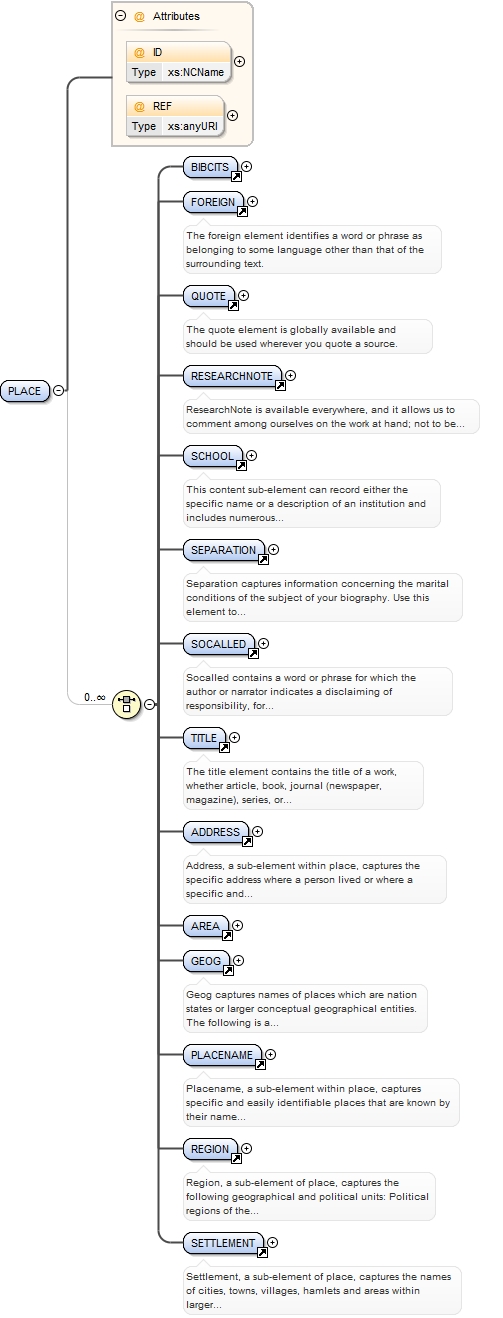 @ Attributes
@ ID
Type xs:NCName
@ REF
Type xs:anyURI
BIBCITS
FOREIGN
The foreign element identifies a word or phrase as
belonging to some language other than that of the
surrounding text.
QUOTE
The quote element is globally available and
should be used wherever you quote a source.
PLACE
RESEARCHNOTE
ResearchNote is available everywhere, and it allows us to
comment among ourselves on the work at hand; not to be...
SCHOOL
This content sub-element can record either the
specific name or a description of an institution and
includes numerous...
SEPARATION
Separation captures information concerning the marital
conditions of the subject of your biography. Use this
element to...
SOCALLED
Socalled contains a word or phrase for which the
author or narrator indicates a disclaiming of
responsibility, for...
0..∞
TITLE
The title element contains the title of a work,
whether article, book, journal (newspaper,
magazine), series, or...
ADDRESS
Address, a sub-element within place, captures the
specific address where a person lived or where a
specific and...
AREA
GEOG
Geog captures names of places which are nation
states or larger conceptual geographical entities.
The following is a...
PLACENAME
Placename, a sub-element within place, captures
specific and easily identifiable places that are known by
their name...
REGION
Region, a sub-element of place, captures the
following geographical and political units: Political
regions of the...
SETTLEMENT
Settlement, a sub-element of place, captures the names
of cities, towns, villages, hamlets and areas within
larger...